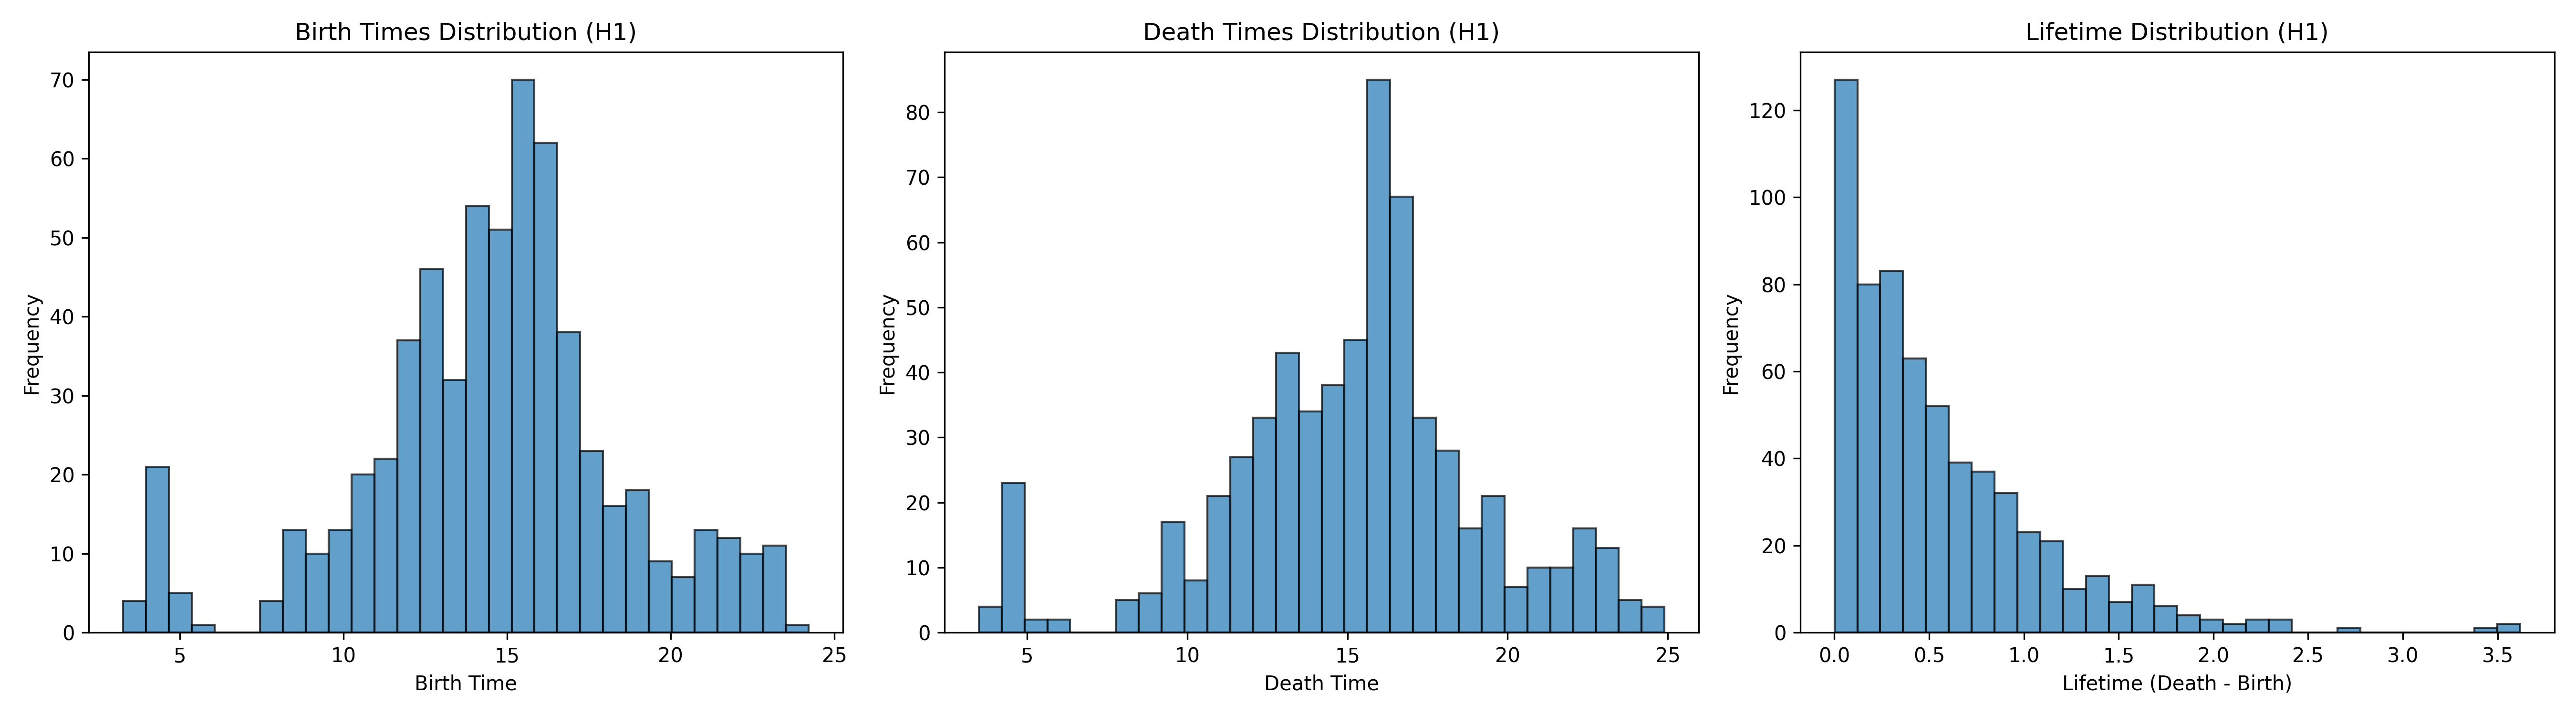 Birth Times Distribution (H1)
Frequency
70
60
50
40
30
20
10
0
5 10 15 20 25
Birth Time
Death Times Distribution (H1)
Frequency
80
70
60
50
40
30
20
10
0
5 10 15 20 25
Death Time
Lifetime Distribution (H1)
Frequency
120
100
80
60
40
20
0
0.0 0.5 1.0 1.5 2.0 2.5 3.0 3.5
Lifetime (Death - Birth)